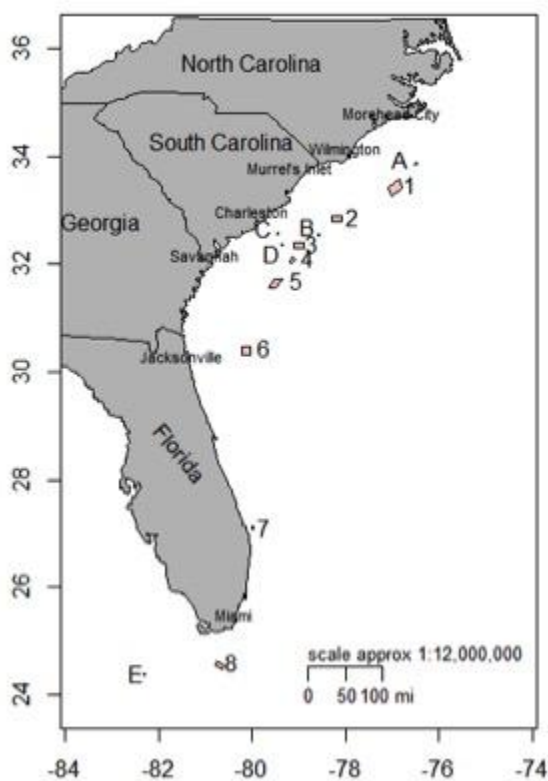 36
34
32
30
28
26
24
North Carolina
Morehead City
South Carolina
Wilmington
A
Murrel's Inlet
1
Georgia
Charleston
2
C
B
Savannah
D
3
4
5
Jacksonville
6
Florida
7
Miami
scale approx 1:12,000,000
E
8
0 50 100 mi
-84 -82 -80 -78 -76 -74